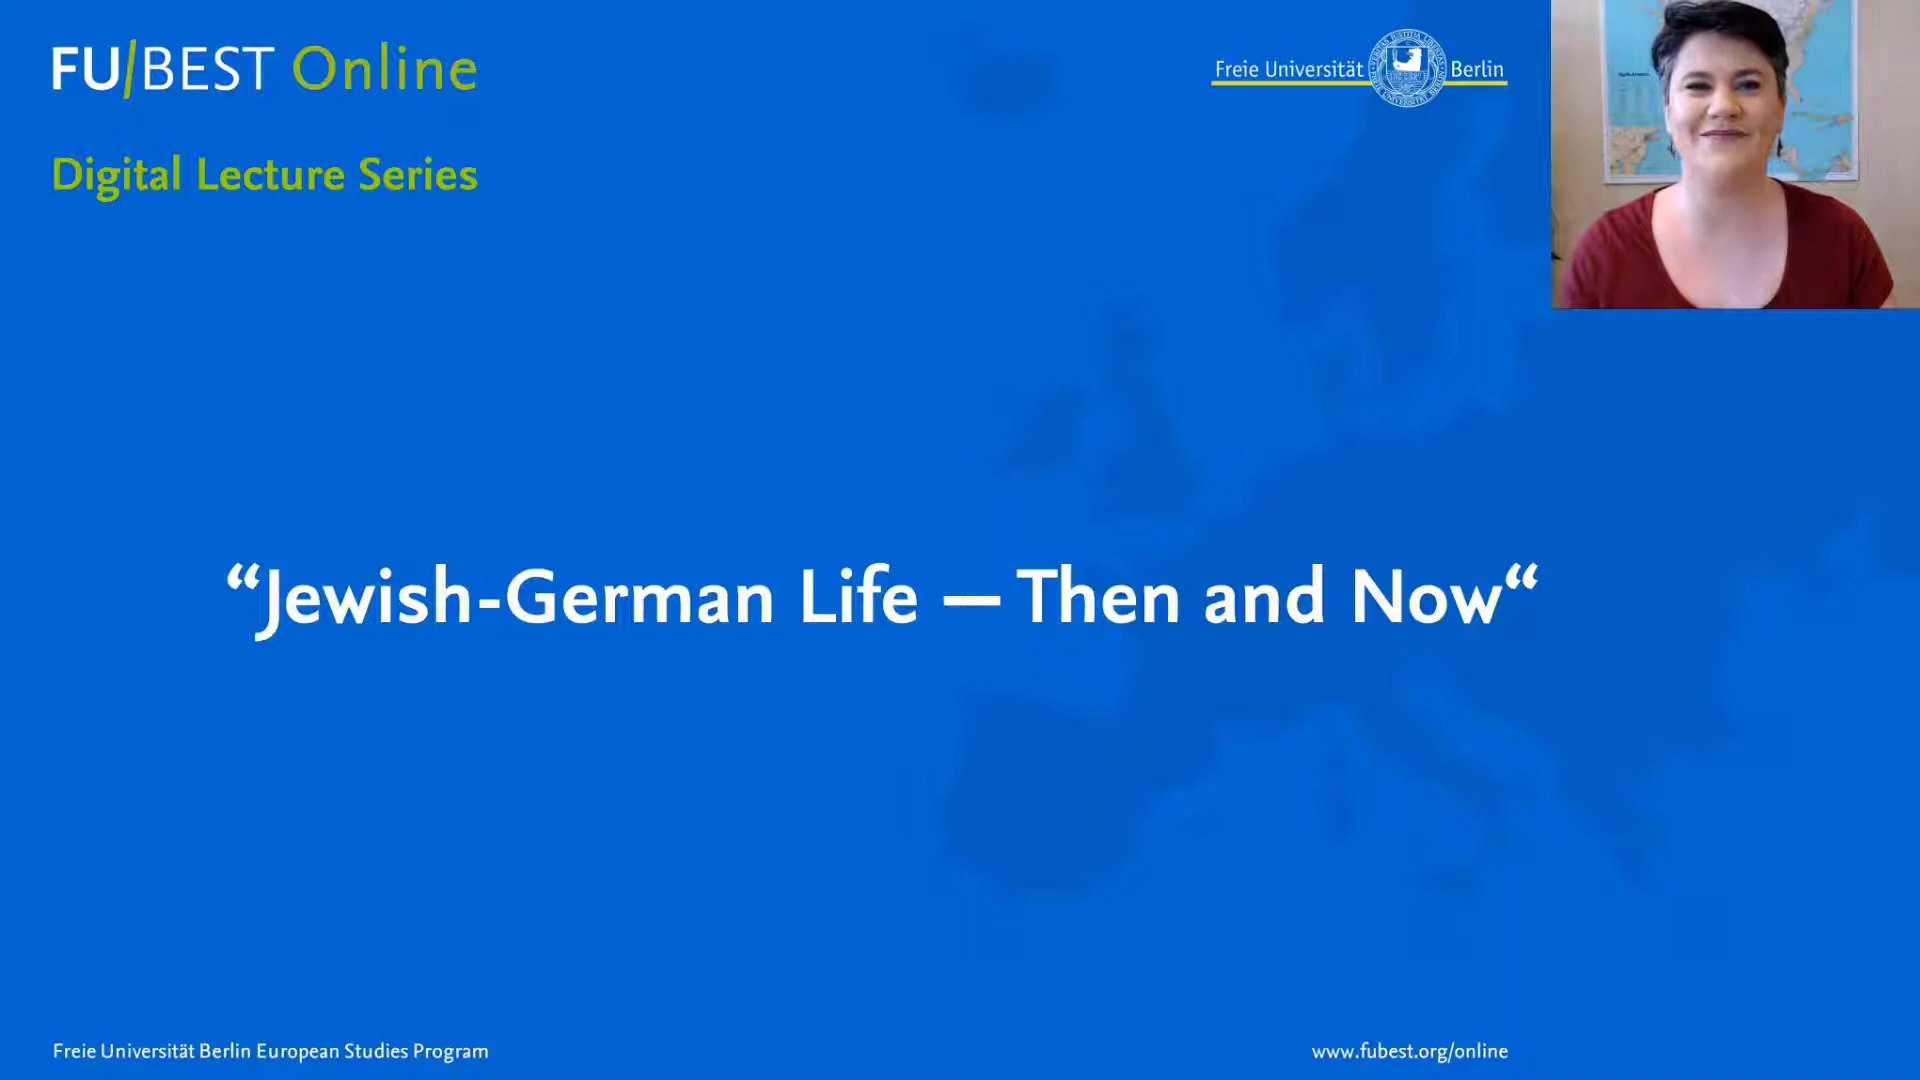 FU/BEST Online
Freie Universität Berlin
Digital Lecture Series
“Jewish-German Life — Then and Now“
Freie Universität Berlin European Studies Program
www.fubest.org/online